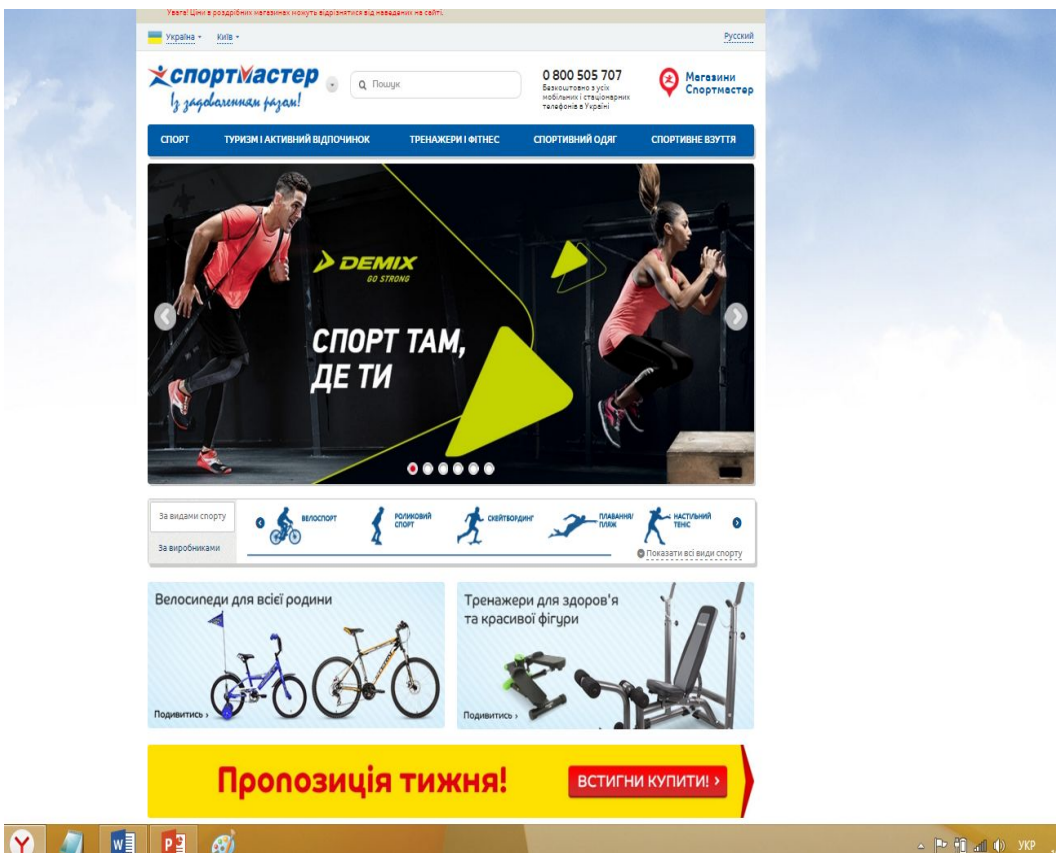 Увага! Ціни в роздрібних магазинах можуть відрізнятися від наведених на сайті.
Україна Київ Русский
спортмастер
Із задоволенням разом!
Пошук
0 800 505 707
Безкоштовно з усіх
мобільних і стаціонарних
телефонів в Україні
Магазини
Спортмастер
СПОРТ ТУРИЗМ І АКТИВНИЙ ВІДПОЧИНОК ТРЕНАЖЕРИ І ФІТНЕС СПОРТИВНИЙ ОДЯГ СПОРТИВНЕ ВЗУТТЯ
DEMIX
GO STRONG
СПОРТ ТАМ,
ДЕ ТИ
За видами спорту
За виробниками
ВЕЛОСПОРТ
РОЛИКОВИЙ
СПОРТ
СКЕЙТБОРДИНГ
ПЛАВАННЯ/
ПЛЯЖ
НАСТІЛЬНИЙ
ТЕНІС
Показати всі види спорту
Велосипеди для всієї родини
Подивитись ›
Тренажери для здоров'я
та красивої фігури
Подивитись ›
Пропозиція тижня!
ВСТИГНИ КУПИТИ! ›
УКР